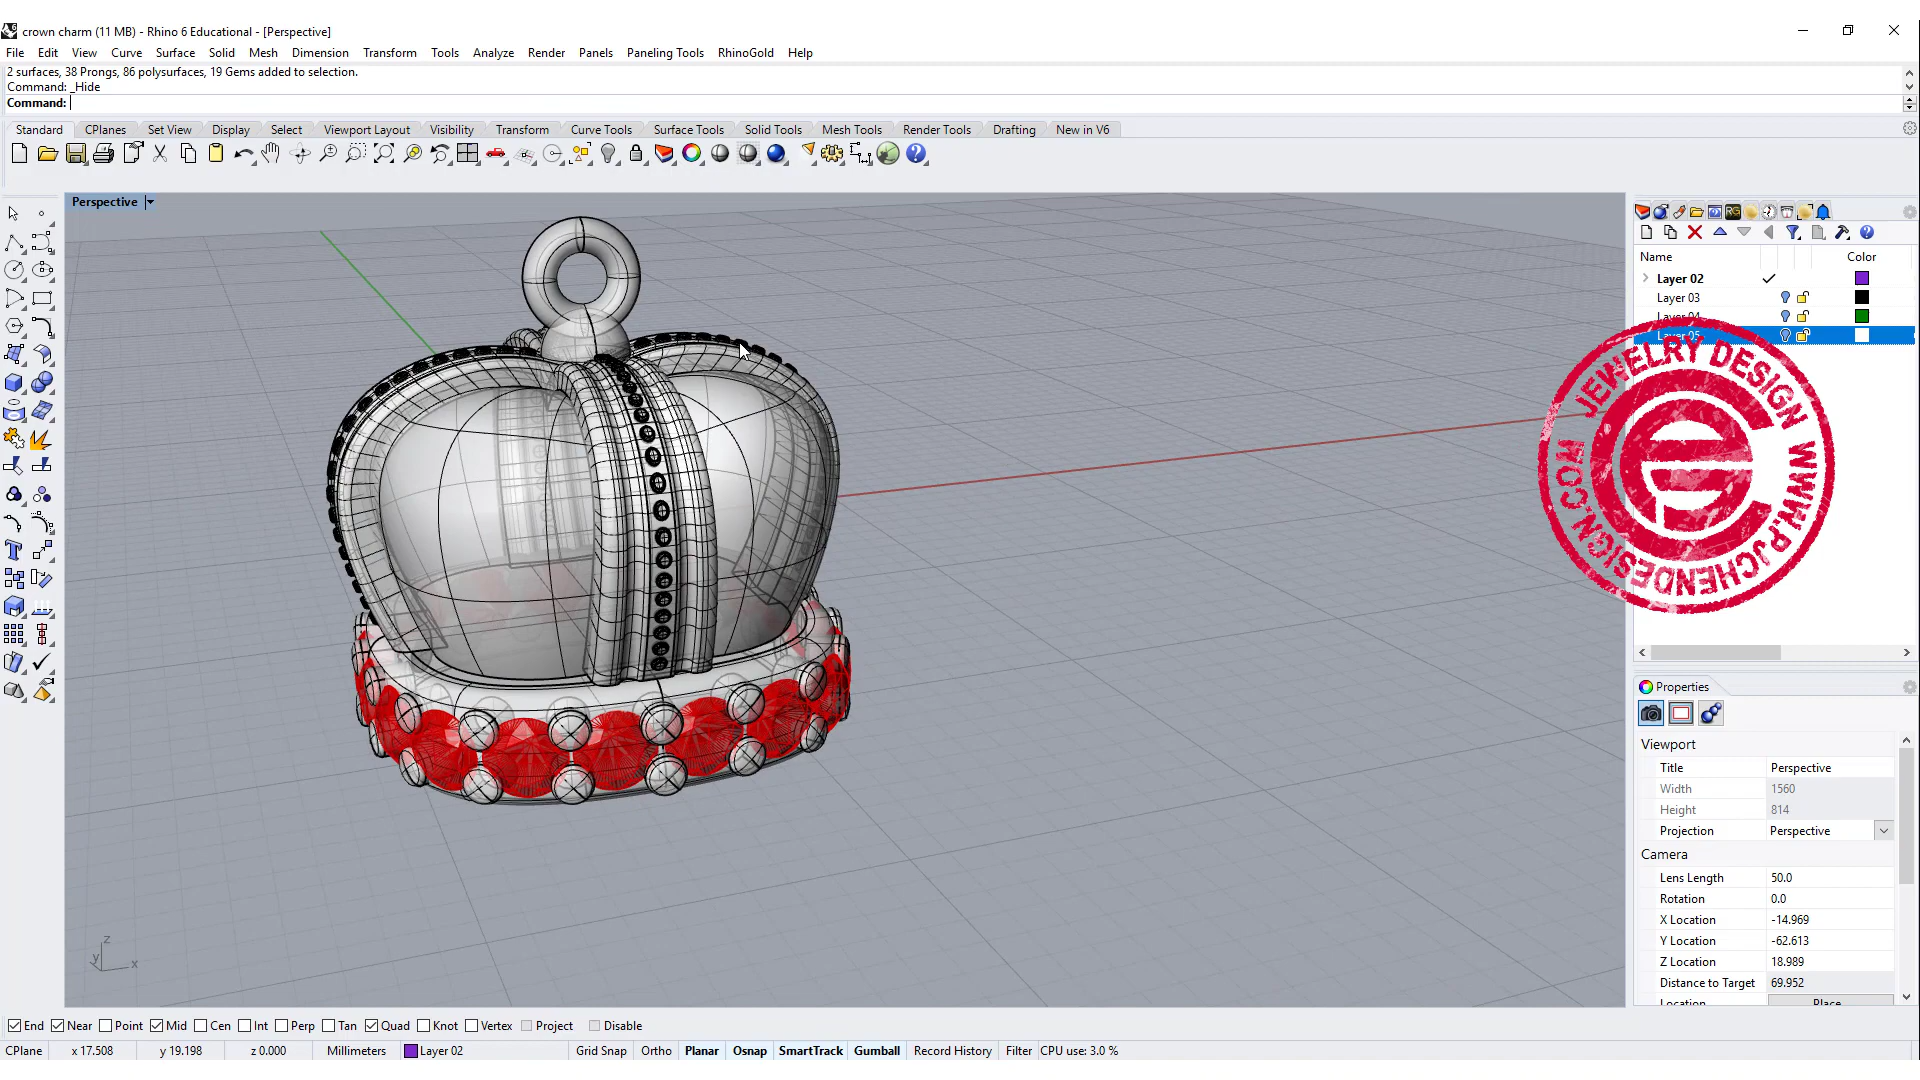 crown charm (11 MB) - Rhino 6 Educational - [Perspective]
File Edit View Curve Surface Solid Mesh Dimension Transform Tools Analyze Render Panels Paneling Tools RhinoGold Help
2 surfaces, 38 Prongs, 86 polysurfaces, 19 Gems added to selection.
Command: _Hide
Command:
Standard CPlanes Set View Display Select Viewport Layout Visibility Transform Curve Tools Surface Tools Solid Tools Mesh Tools Render Tools Drafting New in V6
Perspective
RG
Name Color
Layer 02
Layer 03
Layer 04
Layer 05
JEWELRY DESIGN WWW.PJCHENDESIGN.COM
Properties
Viewport
Title Perspective
Width 1560
Height 814
Projection Perspective
Camera
Lens Length 50.0
Rotation 0.0
X Location -14.969
Y Location -62.613
Z Location 18.989
Distance to Target 69.952
Location Place
z
y
x
End Near Point Mid Cen Int Perp Tan Quad Knot Vertex Project Disable
CPlane x 17.508 y 19.198 z 0.000 Millimeters Layer 02 Grid Snap Ortho Planar Osnap SmartTrack Gumball Record History Filter CPU use: 3.0 %